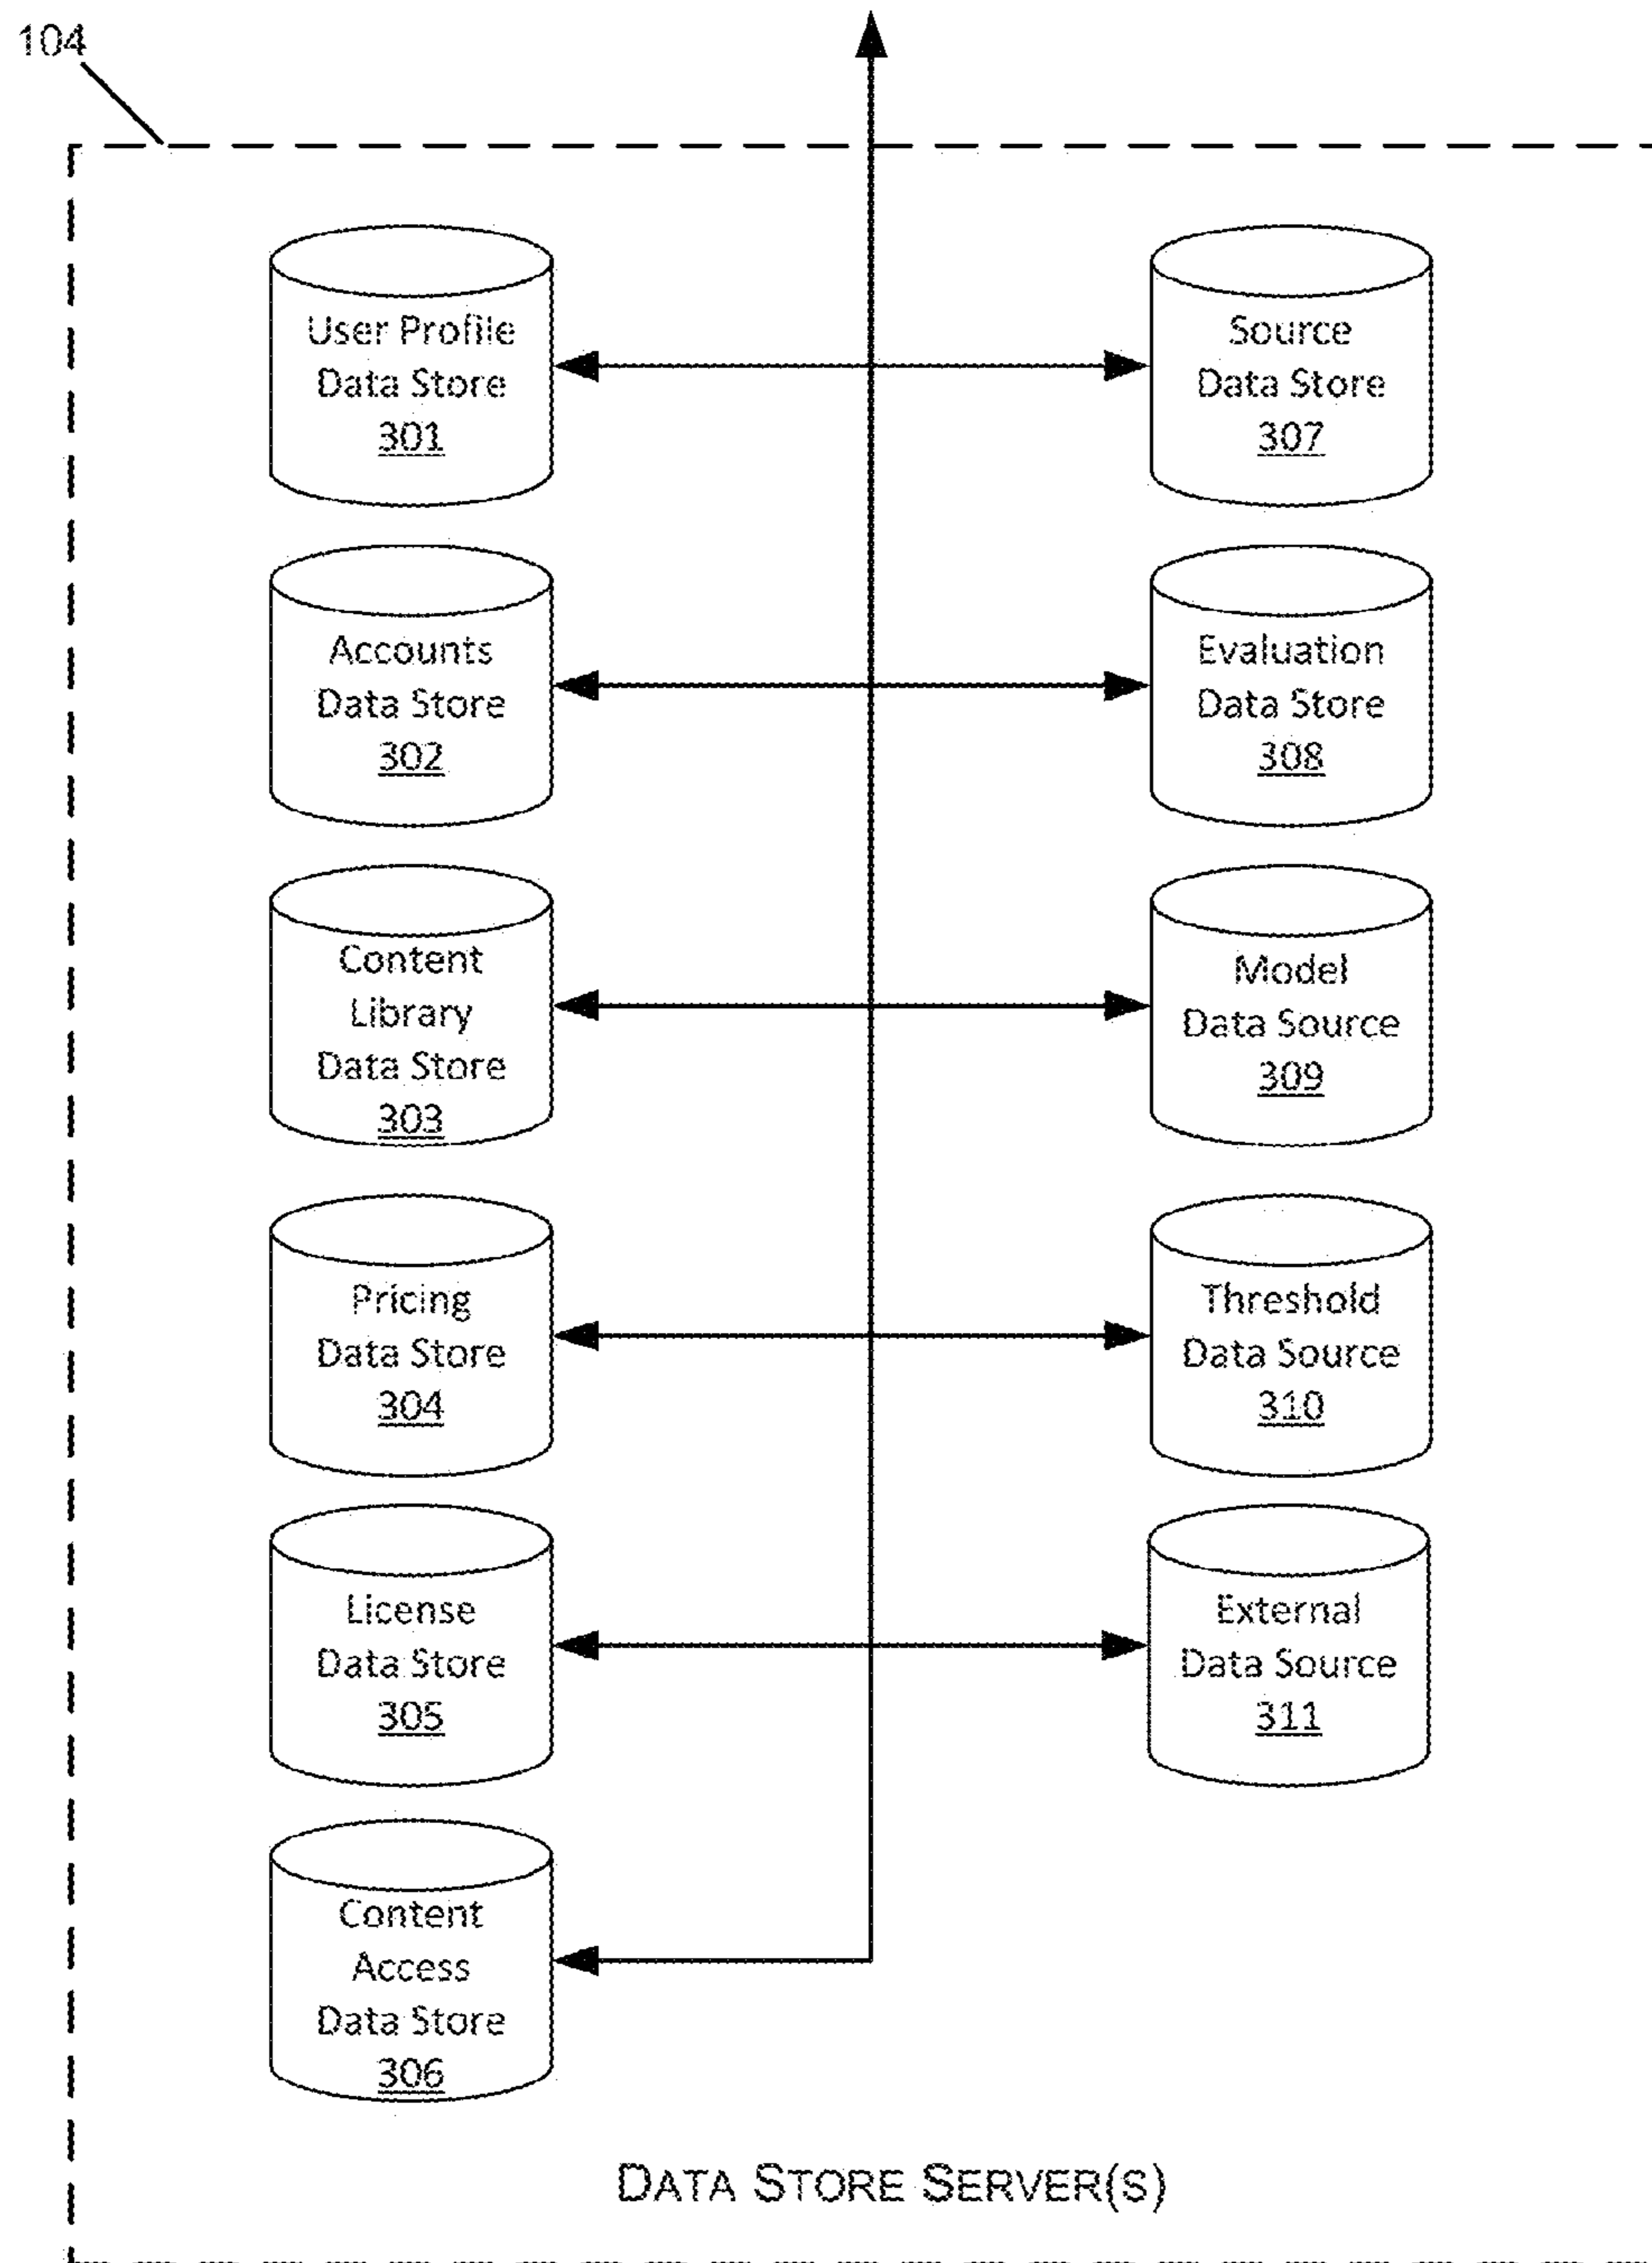 104
User Profile
Data Store
301
Source
Data Store
307
Accounts
Data Store
302
Evaluation
Data Store
308
Content
Library
Data Store
303
Model
Data Source
309
Pricing
Data Store
304
Threshold
Data Source
310
License
Data Store
305
External
Data Source
311
Content
Access
Data Store
306
DATA STORE SERVER(S)